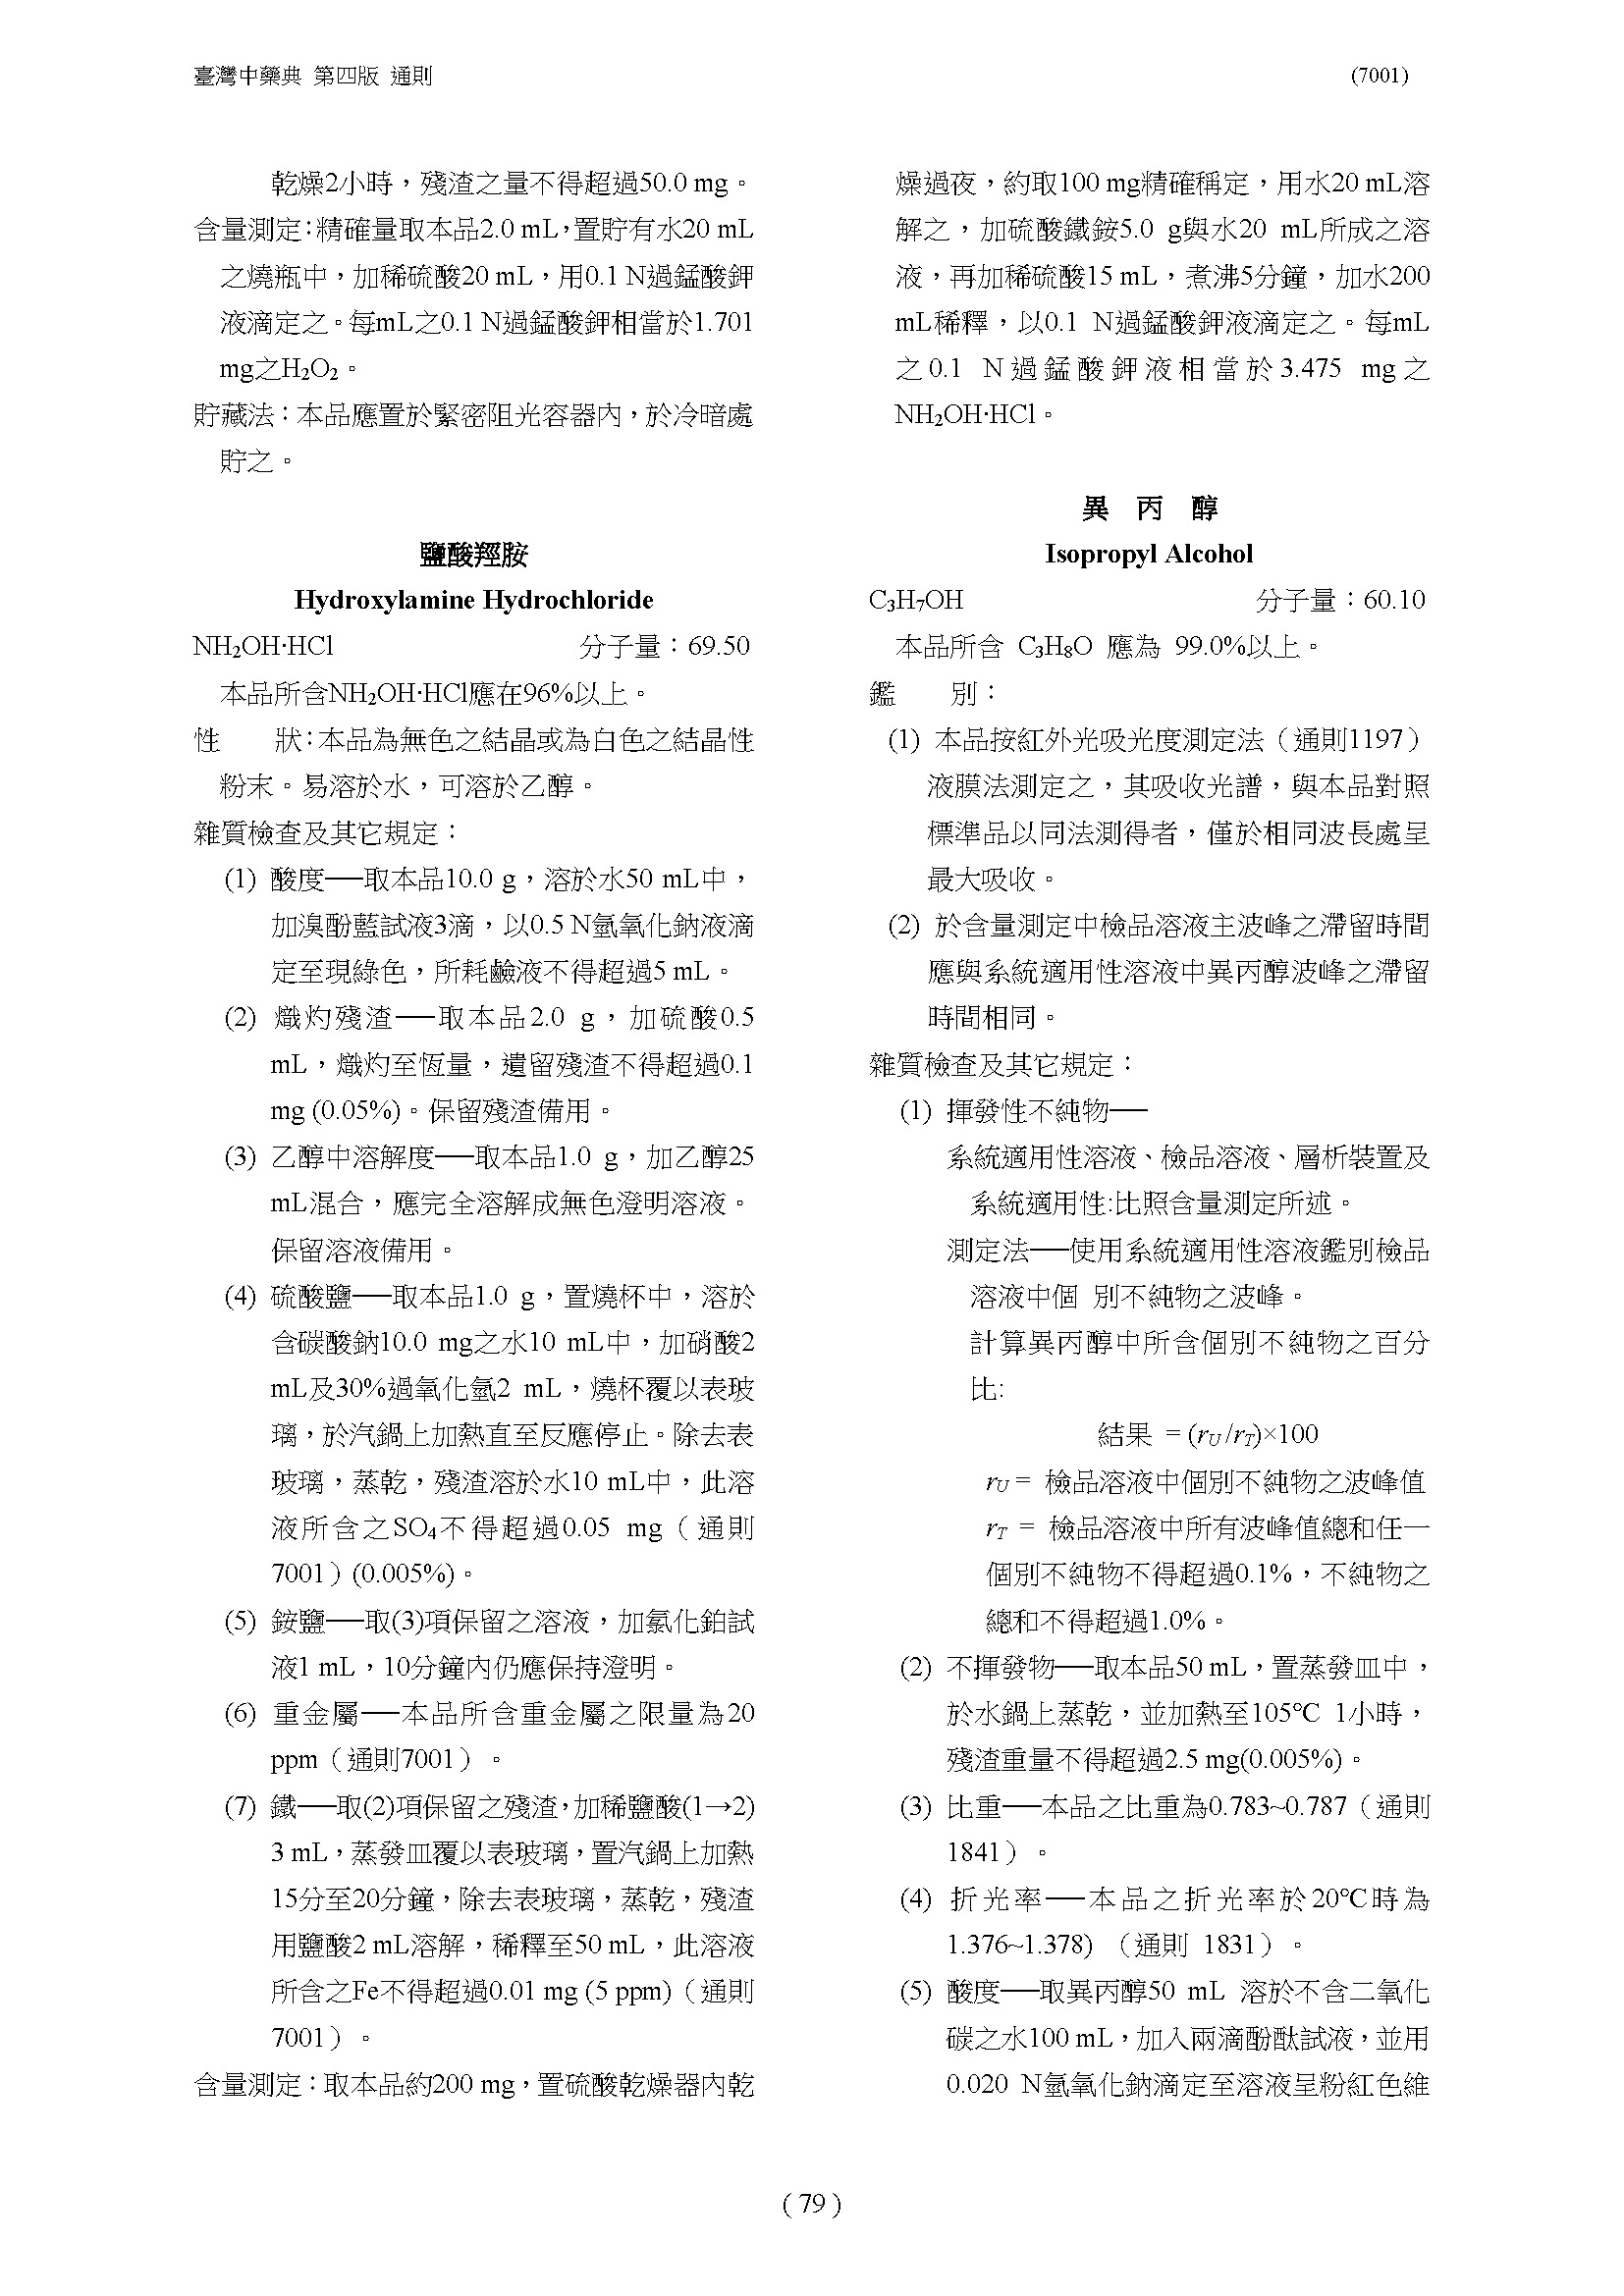 臺灣中藥典 第四版 通則
(7001)
乾燥2小時，殘渣之量不得超過50.0 mg。
含量測定：精確量取本品2.0 mL，置貯有水20 mL
之燒瓶中，加稀硫酸20 mL，用0.1 N過錳酸鉀
液滴定之。每mL之0.1 N過錳酸鉀相當於1.701
mg之H₂O₂。
貯藏法：本品應置於緊密阻光容器內，於冷暗處
貯之。
鹽酸羥胺
Hydroxylamine Hydrochloride
NH₂OH·HCl 分子量：69.50
本品所含NH₂OH·HCl應在96%以上。
性　　狀：本品為無色之結晶或為白色之結晶性
粉末。易溶於水，可溶於乙醇。
雜質檢查及其它規定：
(1) 酸度──取本品10.0 g，溶於水50 mL中，
加溴酚藍試液3滴，以0.5 N氫氧化鈉液滴
定至現綠色，所耗鹼液不得超過5 mL。
(2) 熾灼殘渣──取本品2.0 g，加硫酸0.5
mL，熾灼至恆量，遺留殘渣不得超過0.1
mg (0.05%)。保留殘渣備用。
(3) 乙醇中溶解度──取本品1.0 g，加乙醇25
mL混合，應完全溶解成無色澄明溶液。
保留溶液備用。
(4) 硫酸鹽──取本品1.0 g，置燒杯中，溶於
含碳酸鈉10.0 mg之水10 mL中，加硝酸2
mL及30%過氧化氫2 mL，燒杯覆以表玻
璃，於汽鍋上加熱直至反應停止。除去表
玻璃，蒸乾，殘渣溶於水10 mL中，此溶
液所含之SO₄不得超過0.05 mg（通則
7001）(0.005%)。
(5) 銨鹽──取(3)項保留之溶液，加氯化鉑試
液1 mL，10分鐘內仍應保持澄明。
(6) 重金屬──本品所含重金屬之限量為20
ppm（通則7001）。
(7) 鐵──取(2)項保留之殘渣，加稀鹽酸(1→2)
3 mL，蒸發皿覆以表玻璃，置汽鍋上加熱
15分至20分鐘，除去表玻璃，蒸乾，殘渣
用鹽酸2 mL溶解，稀釋至50 mL，此溶液
所含之Fe不得超過0.01 mg (5 ppm)（通則
7001）。
含量測定：取本品約200 mg，置硫酸乾燥器內乾
燥過夜，約取100 mg精確稱定，用水20 mL溶
解之，加硫酸鐵銨5.0 g與水20 mL所成之溶
液，再加稀硫酸15 mL，煮沸5分鐘，加水200
mL稀釋，以0.1 N過錳酸鉀液滴定之。每mL
之0.1 N過錳酸鉀液相當於3.475 mg之
NH₂OH·HCl。
異　丙　醇
Isopropyl Alcohol
C₃H₇OH 分子量：60.10
本品所含 C₃H₈O 應為 99.0%以上。
鑑　　別：
(1) 本品按紅外光吸光度測定法（通則1197）
液膜法測定之，其吸收光譜，與本品對照
標準品以同法測得者，僅於相同波長處呈
最大吸收。
(2) 於含量測定中檢品溶液主波峰之滯留時間
應與系統適用性溶液中異丙醇波峰之滯留
時間相同。
雜質檢查及其它規定：
(1) 揮發性不純物──
系統適用性溶液、檢品溶液、層析裝置及
系統適用性:比照含量測定所述。
測定法──使用系統適用性溶液鑑別檢品
溶液中個 別不純物之波峰。
計算異丙醇中所含個別不純物之百分
比:
結果 = (rU /rT)×100
rU = 檢品溶液中個別不純物之波峰值
rT = 檢品溶液中所有波峰值總和任一
個別不純物不得超過0.1%，不純物之
總和不得超過1.0%。
(2) 不揮發物──取本品50 mL，置蒸發皿中，
於水鍋上蒸乾，並加熱至105℃ 1小時，
殘渣重量不得超過2.5 mg(0.005%)。
(3) 比重──本品之比重為0.783~0.787（通則
1841）。
(4) 折光率──本品之折光率於20℃時為
1.376~1.378) （通則 1831）。
(5) 酸度──取異丙醇50 mL 溶於不含二氧化
碳之水100 mL，加入兩滴酚酞試液，並用
0.020 N氫氧化鈉滴定至溶液呈粉紅色維
( 79 )